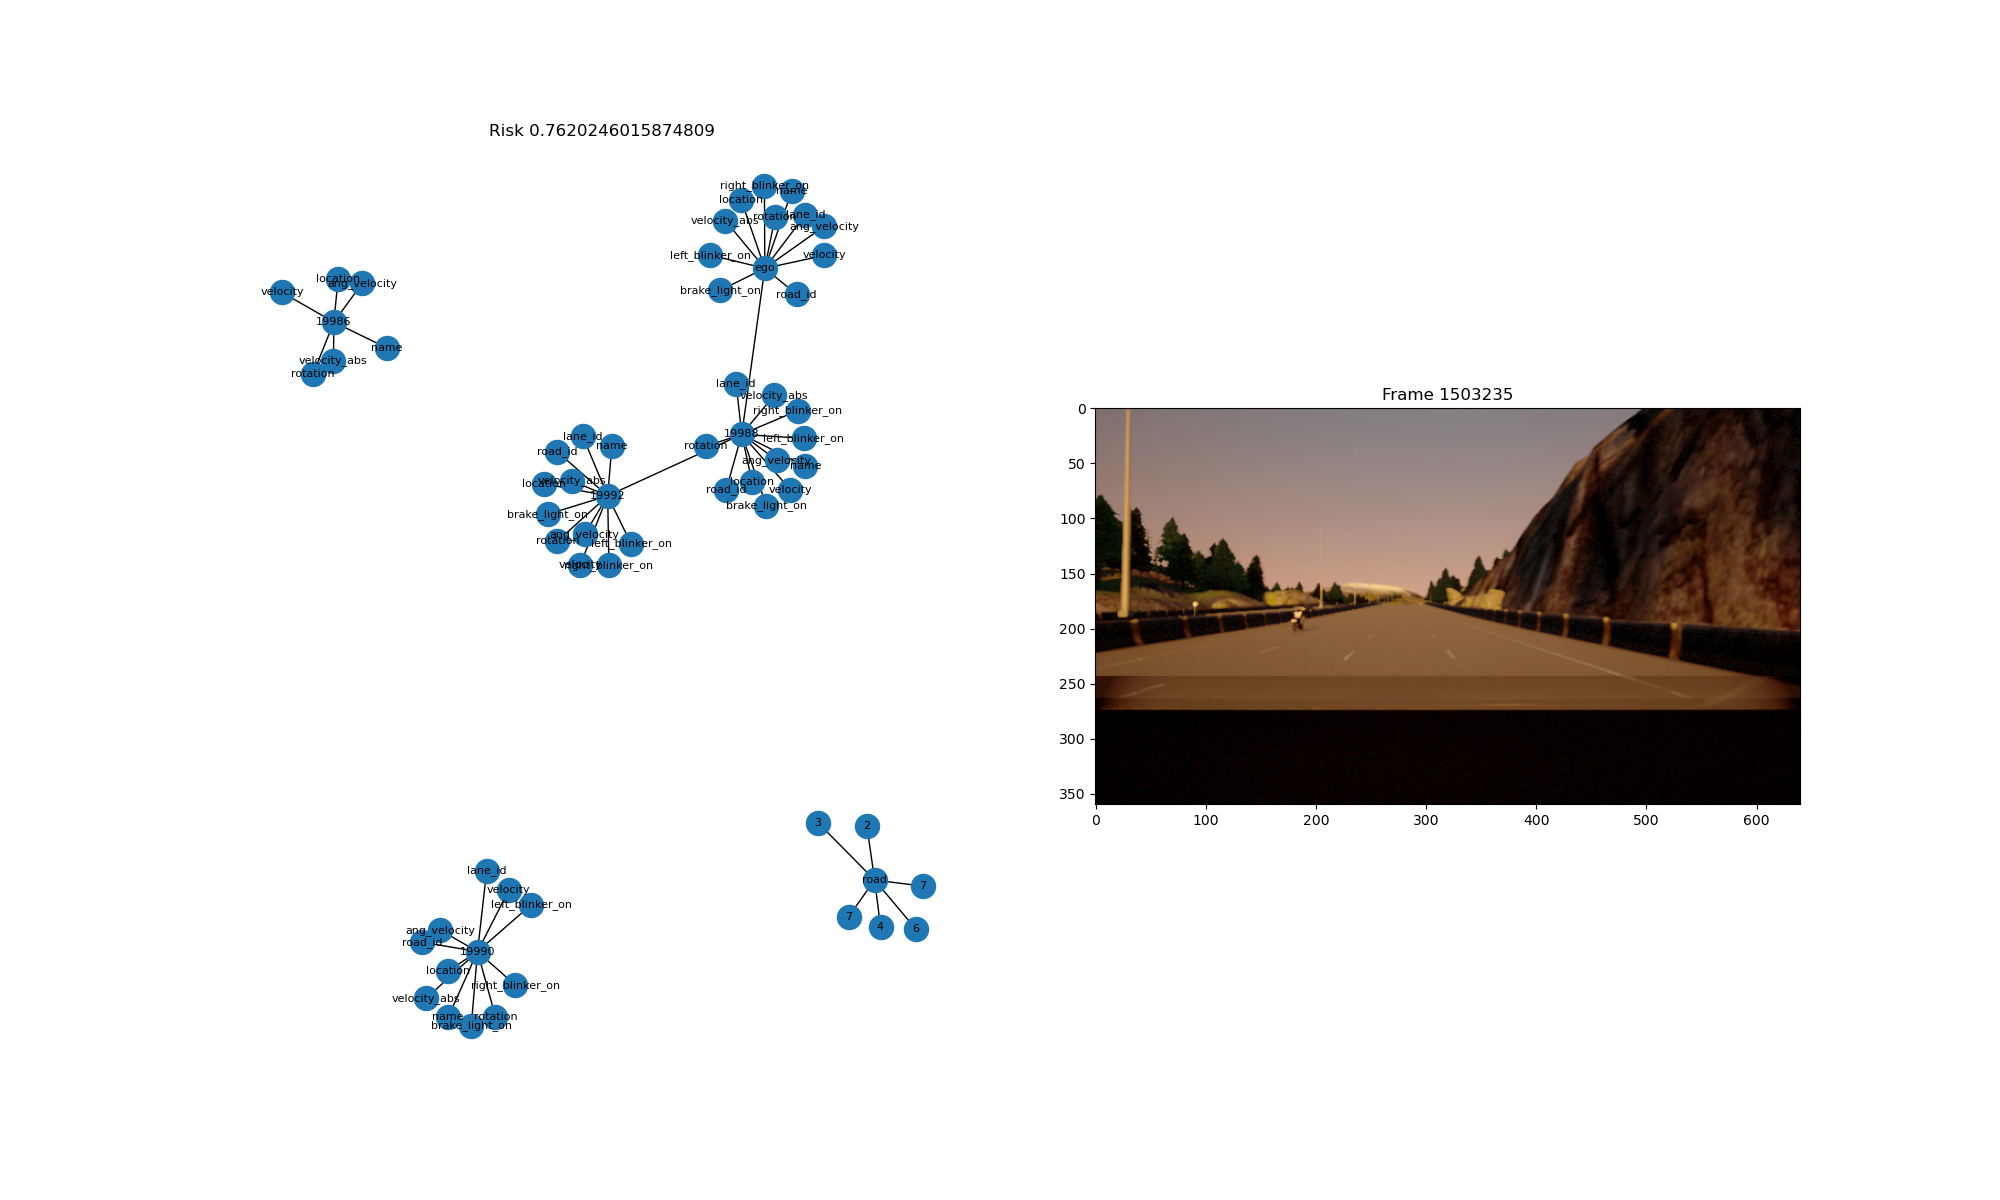 Risk 0.7620246015874809
right_blinker_on
name
location
rotation
lane_id
velocity_abs
ang_velocity
left_blinker_on
velocity
ego
brake_light_on
road_id
location
ang_velocity
velocity
19986
name
velocity_abs
rotation
lane_id
velocity_abs
right_blinker_on
19988
left_blinker_on
rotation
ang_velocity
name
location
road_id
velocity
brake_light_on
lane_id
name
road_id
velocity_abs
location
19992
brake_light_on
ang_velocity
rotation
left_blinker_on
velocity
right_blinker_on
3
2
road
7
7
4
6
lane_id
velocity
left_blinker_on
ang_velocity
road_id
19990
location
right_blinker_on
velocity_abs
name
rotation
brake_light_on
Frame 1503235
0
50
100
150
200
250
300
350
0 100 200 300 400 500 600